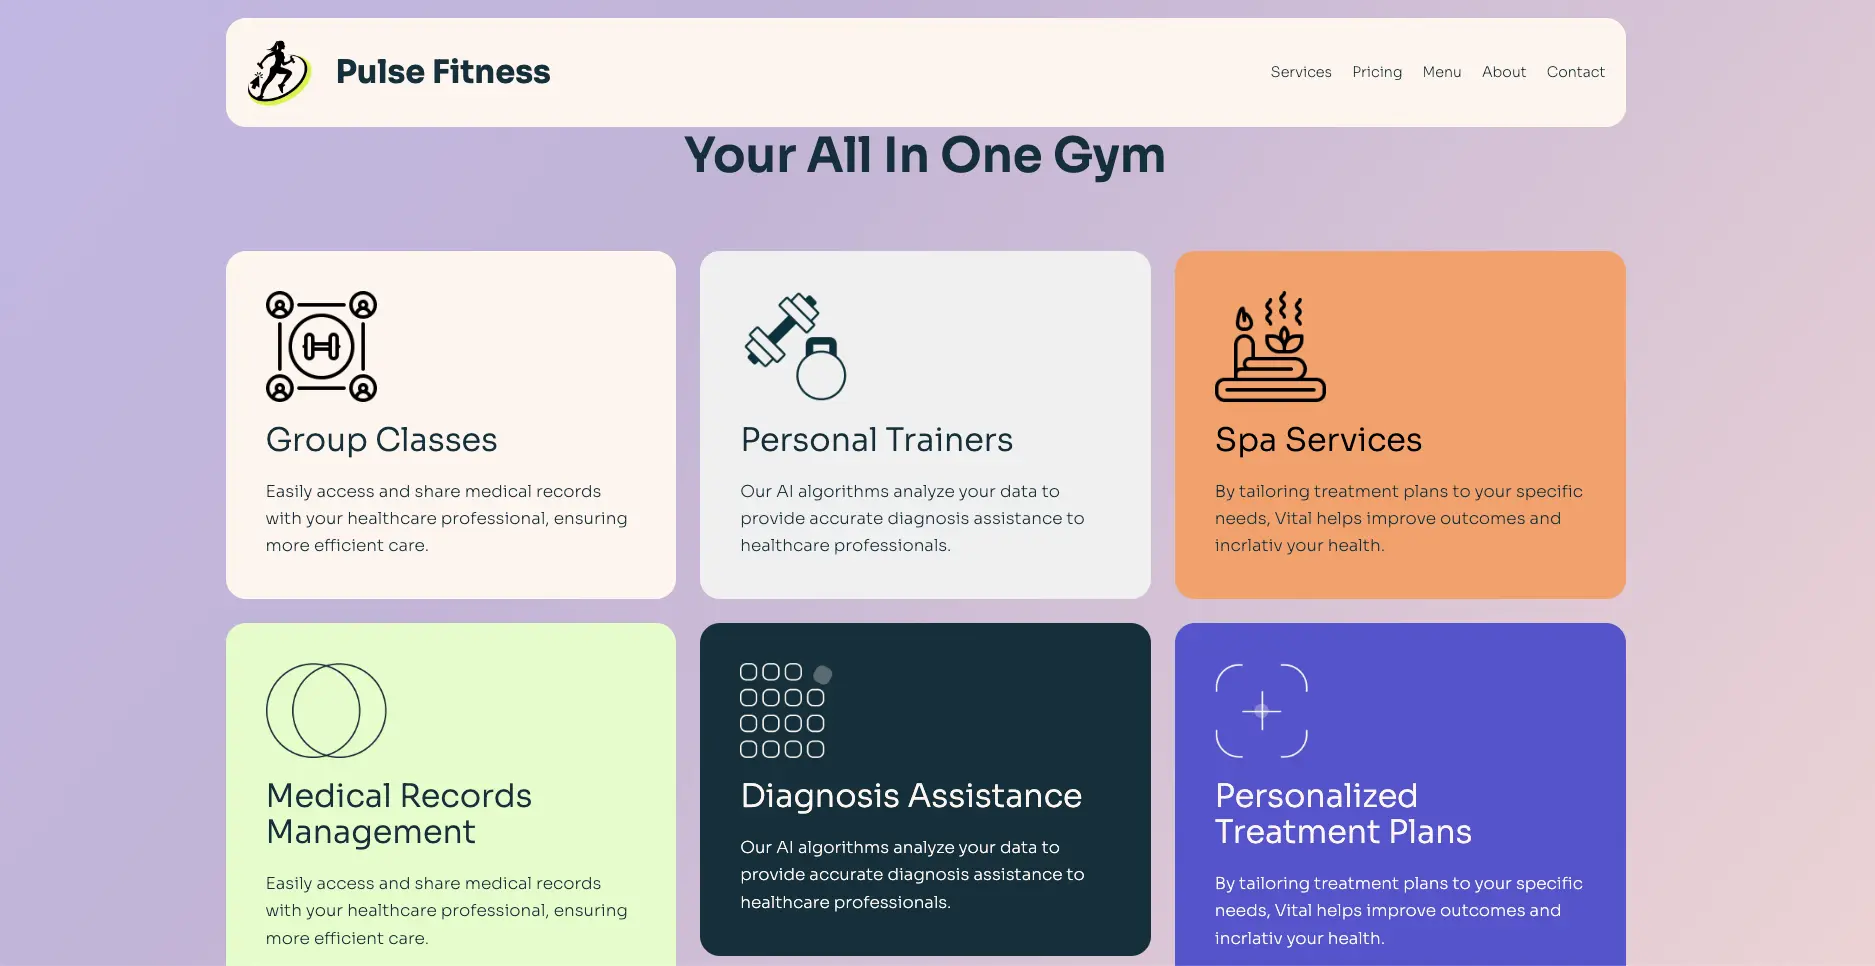 Pulse Fitness
Services Pricing Menu About Contact
Your All In One Gym
Group Classes
Easily access and share medical records
with your healthcare professional, ensuring
more efficient care.
Personal Trainers
Our AI algorithms analyze your data to
provide accurate diagnosis assistance to
healthcare professionals.
Spa Services
By tailoring treatment plans to your specific
needs, Vital helps improve outcomes and
incrlativ your health.
Medical Records
Management
Easily access and share medical records
with your healthcare professional, ensuring
more efficient care.
Diagnosis Assistance
Our AI algorithms analyze your data to
provide accurate diagnosis assistance to
healthcare professionals.
Personalized
Treatment Plans
By tailoring treatment plans to your specific
needs, Vital helps improve outcomes and
incrlativ your health.